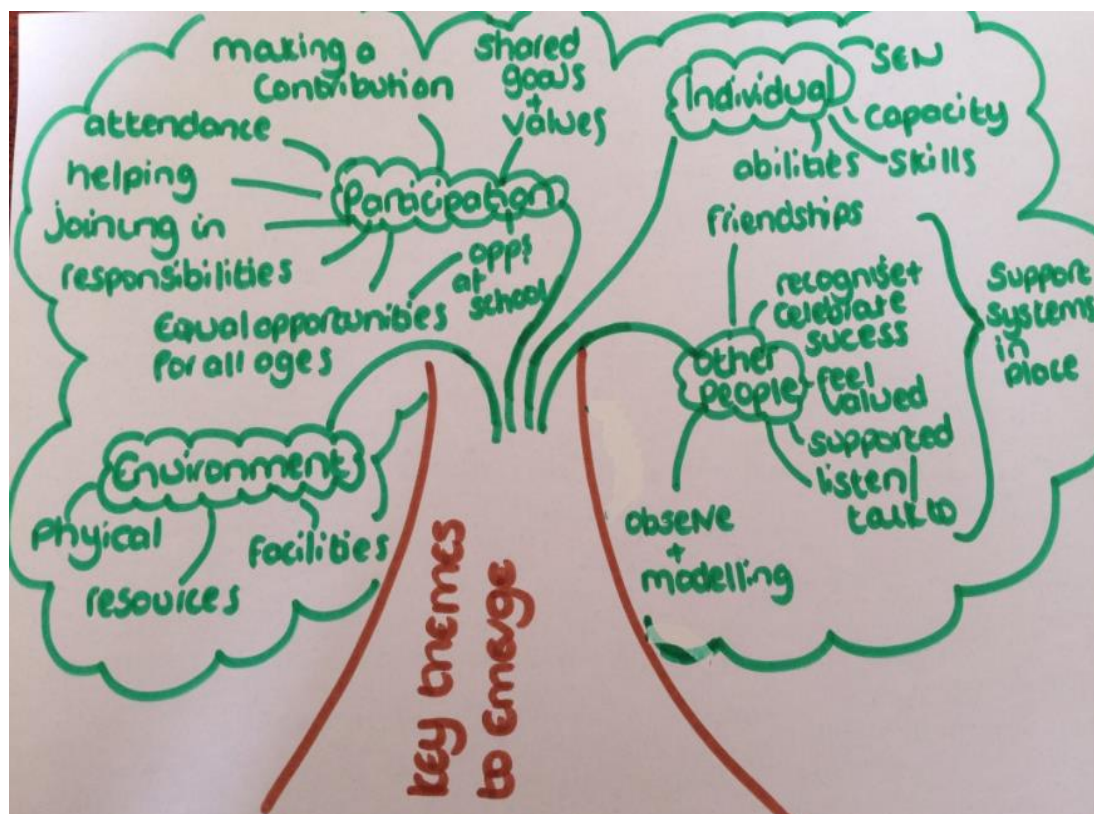 making a
contribution
shared
goals
+
values
attendance
helping
joining in
responsibilities
Participation
opps
at
school
Equal opportunities
for all ages
Individual
SEN
capacity
skills
abilities
friendships
recognise +
celebrate
sucess
other
people
feel
valued
supported
listen/
talk to
observe
+
modelling
Support
systems
in
place
Environment
phyical
resources
facilities
key themes
to emerge